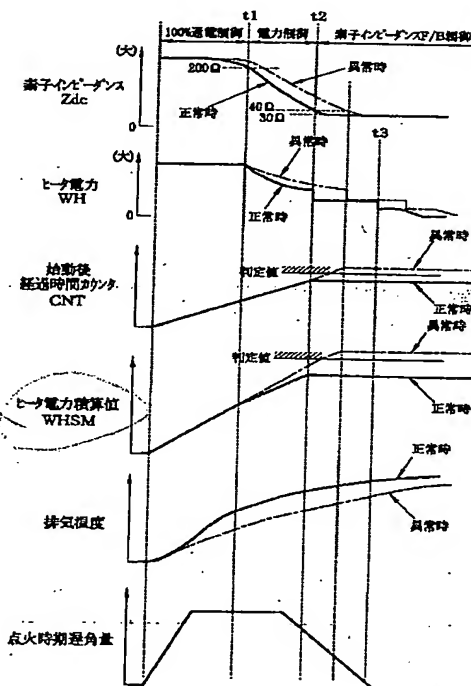 t1 t2
100%通電制御 電力制御 素子インピーダンスF/B制御
(大)
200Ω
異常時
素子インピーダンス
Zdc
正常時
40Ω
30Ω
0
t3
(大)
異常時
ヒータ電力
WH
正常時
0
異常時
始動後
経過時間カウンタ
CNT
判定値
正常時
異常時
判定値
ヒータ電力積算値
WHSM
正常時
正常時
排気温度
異常時
点火時期遅角量